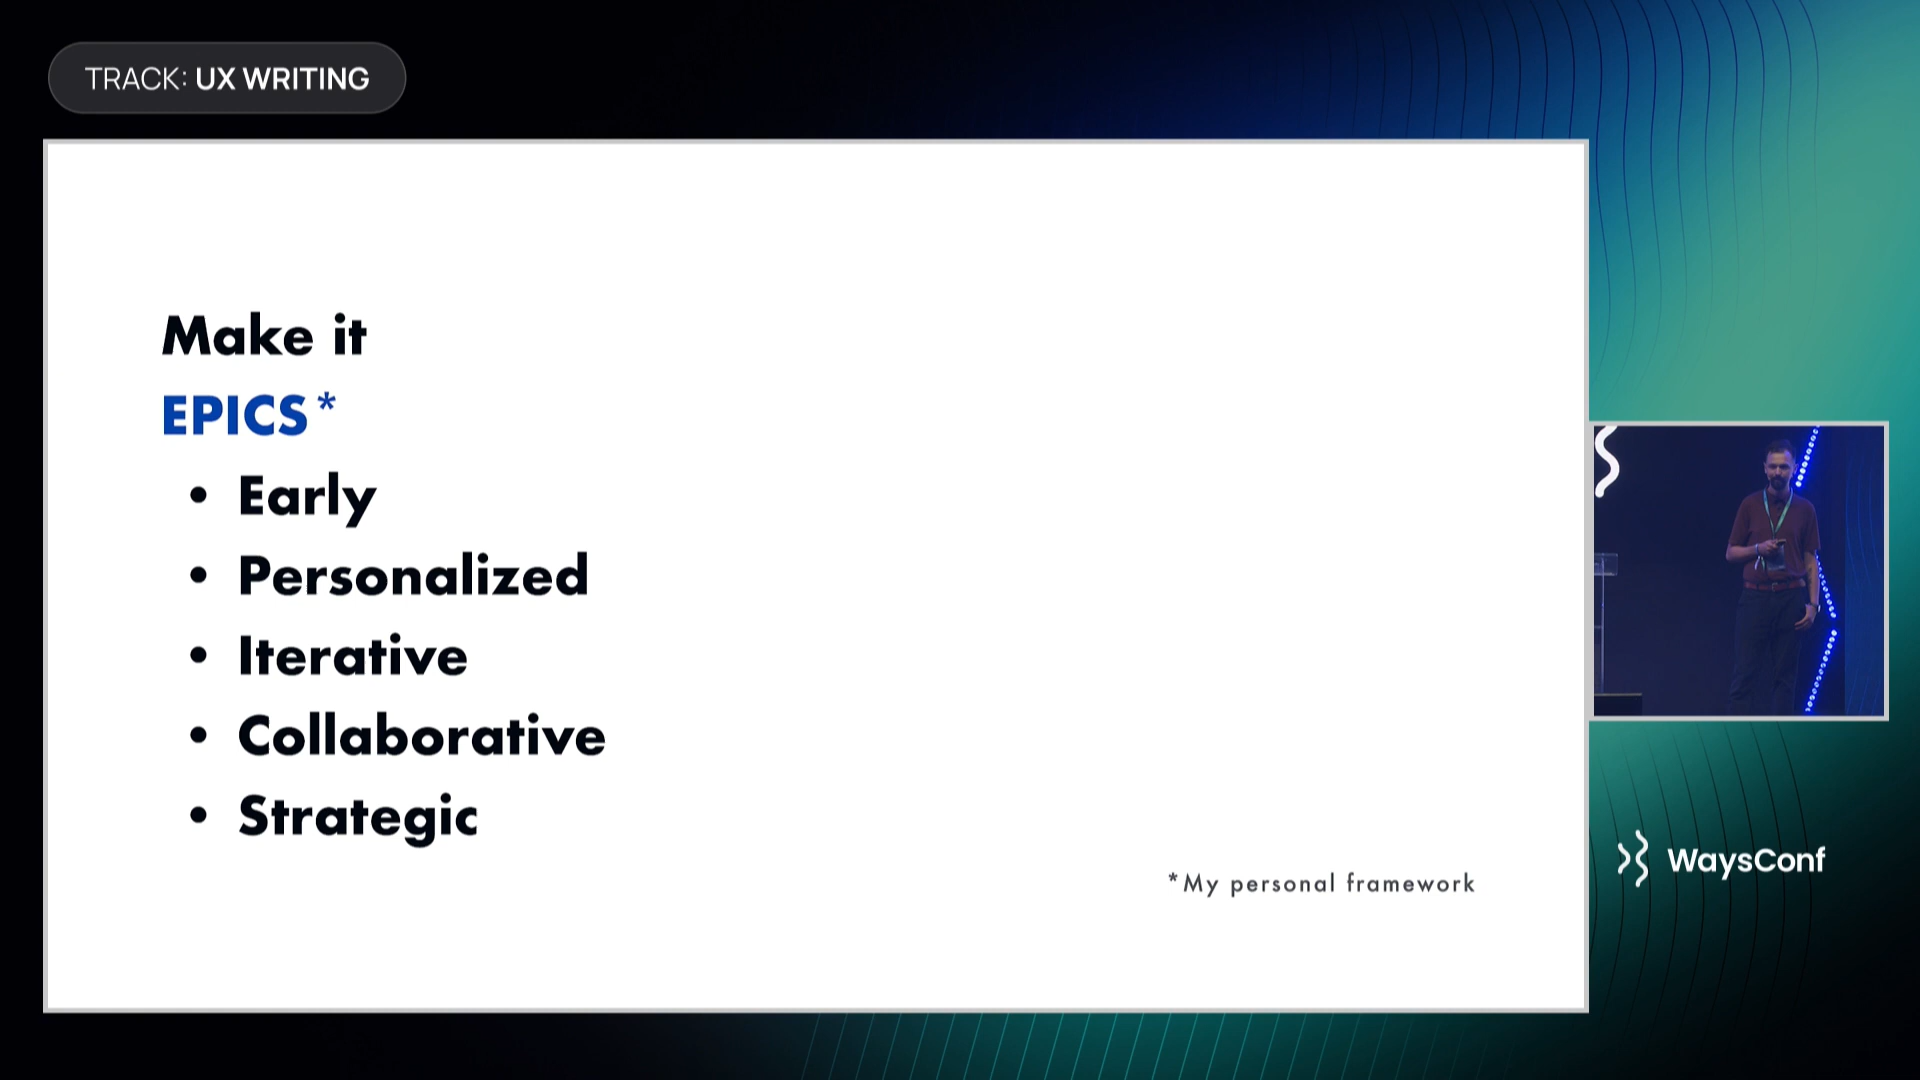 TRACK: UX WRITING
Make it
EPICS*
• Early
• Personalized
• Iterative
• Collaborative
• Strategic
*My personal framework
WaysConf